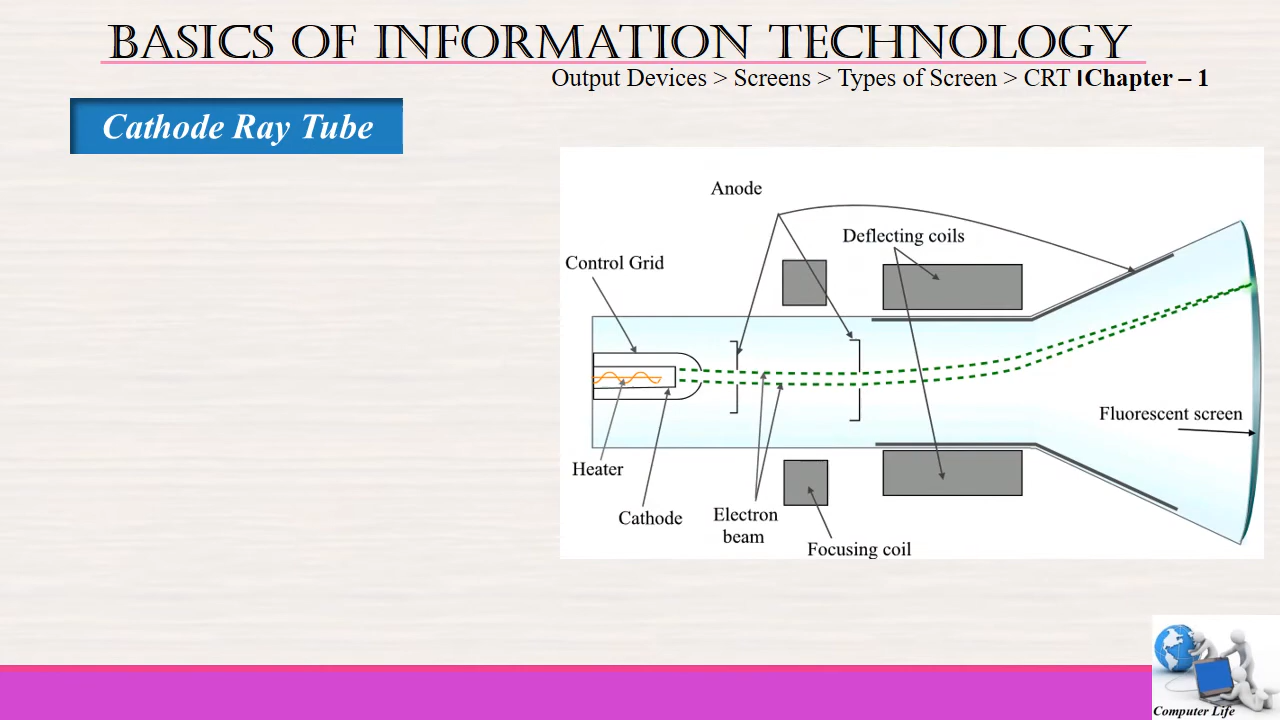 BASICS OF INFORMATION TECHNOLOGY
Output Devices > Screens > Types of Screen > CRT |Chapter – 1
Cathode Ray Tube
Anode
Deflecting coils
Control Grid
Fluorescent screen
Heater
Cathode
Electron
beam
Focusing coil
Computer Life